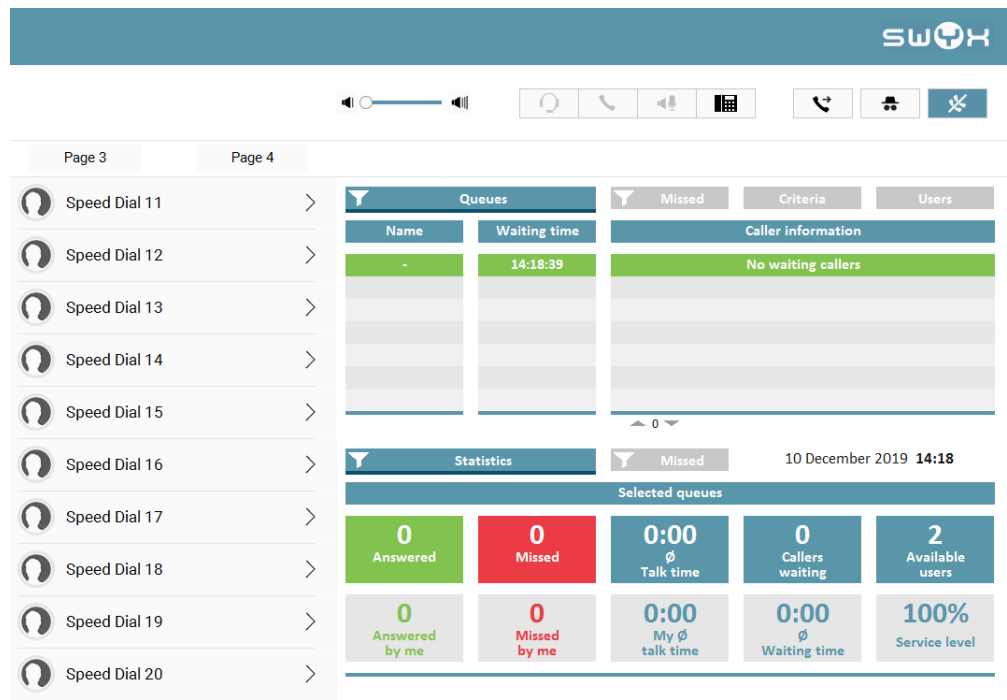 swyx
Page 3
Page 4
Speed Dial 11
Speed Dial 12
Speed Dial 13
Speed Dial 14
Speed Dial 15
Speed Dial 16
Speed Dial 17
Speed Dial 18
Speed Dial 19
Speed Dial 20
Queues
Missed
Criteria
Users
Name
Waiting time
Caller information
-
14:18:39
No waiting callers
0
Statistics
Missed
10 December 2019 14:18
Selected queues
0
Answered
0
Missed
0:00
Ø
Talk time
0
Callers
waiting
2
Available
users
0
Answered
by me
0
Missed
by me
0:00
My Ø
talk time
0:00
Ø
Waiting time
100%
Service level